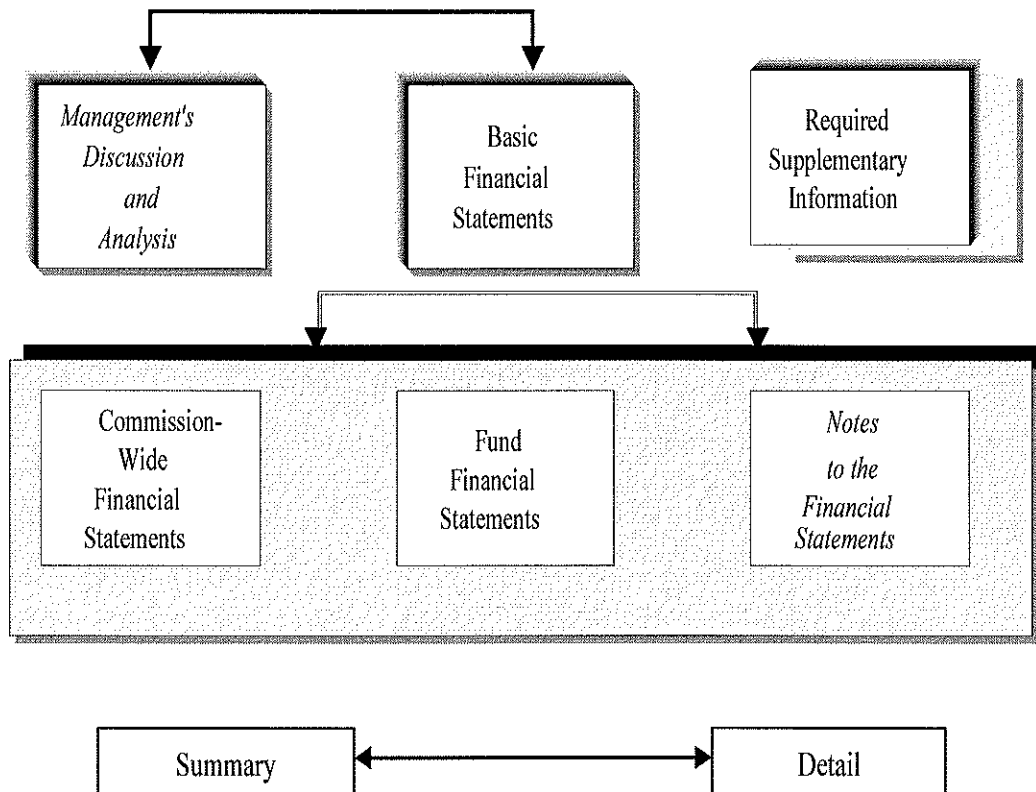 Management's
Discussion
and
Analysis
Basic
Financial
Statements
Required
Supplementary
Information
Commission-
Wide
Financial
Statements
Fund
Financial
Statements
Notes
to the
Financial
Statements
Summary
Detail